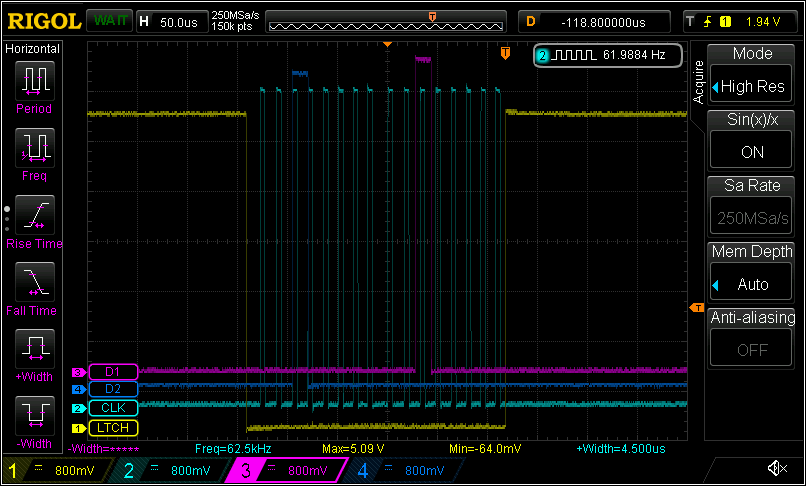 RIGOL WAIT H 50.0us 250MSa/s 150k pts T D -118.800000us T 1 1.94 V
Horizontal
Period
Freq
Rise Time
Fall Time
+Width
-Width
T
2 61.9884 Hz
T
3 D1
4 D2
2 CLK
1 LTCH
-Width=****** Freq=62.5kHz Max=5.09 V Min=-64.0mV +Width=4.500us
Acquire
Mode
High Res
Sin(x)/x
ON
Sa Rate
250MSa/s
Mem Depth
Auto
Anti-aliasing
OFF
1 800mV 2 800mV 3 800mV 4 800mV